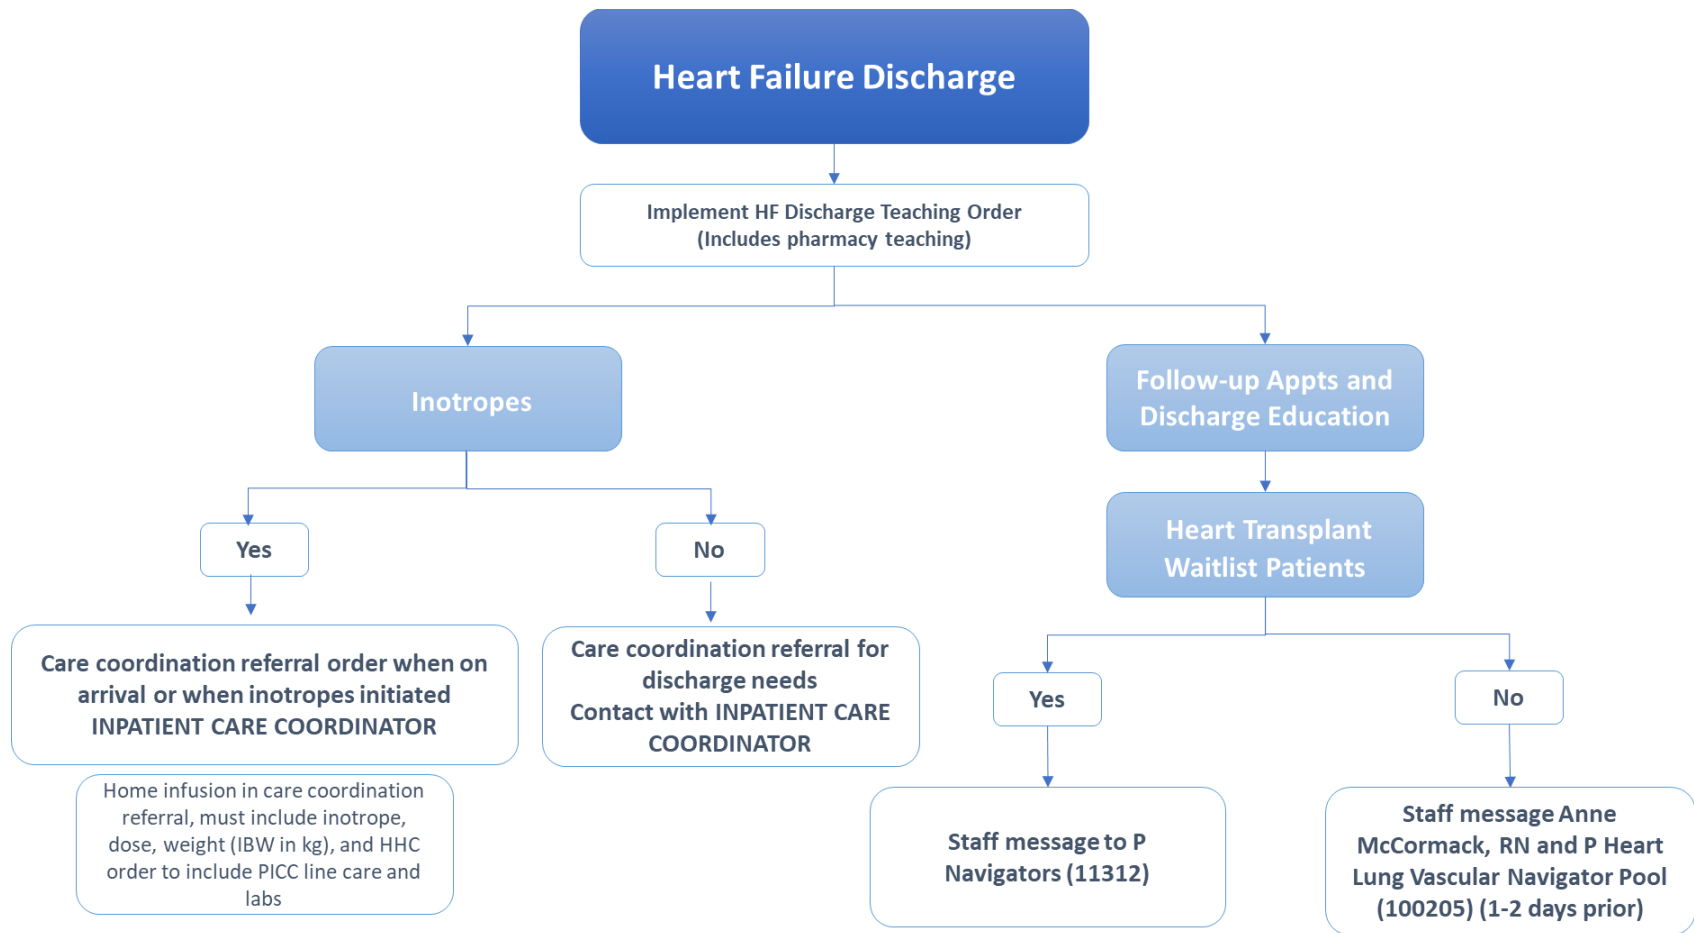 Heart Failure Discharge
Implement HF Discharge Teaching Order
(Includes pharmacy teaching)
Inotropes
Follow-up Appts and
Discharge Education
Heart Transplant
Waitlist Patients
Yes
No
Care coordination referral order when on
arrival or when inotropes initiated
INPATIENT CARE COORDINATOR
Home infusion in care coordination
referral, must include inotrope,
dose, weight (IBW in kg), and HHC
order to include PICC line care and
labs
Care coordination referral for
discharge needs
Contact with INPATIENT CARE
COORDINATOR
Yes
No
Staff message to P
Navigators (11312)
Staff message Anne
McCormack, RN and P Heart
Lung Vascular Navigator Pool
(100205) (1-2 days prior)